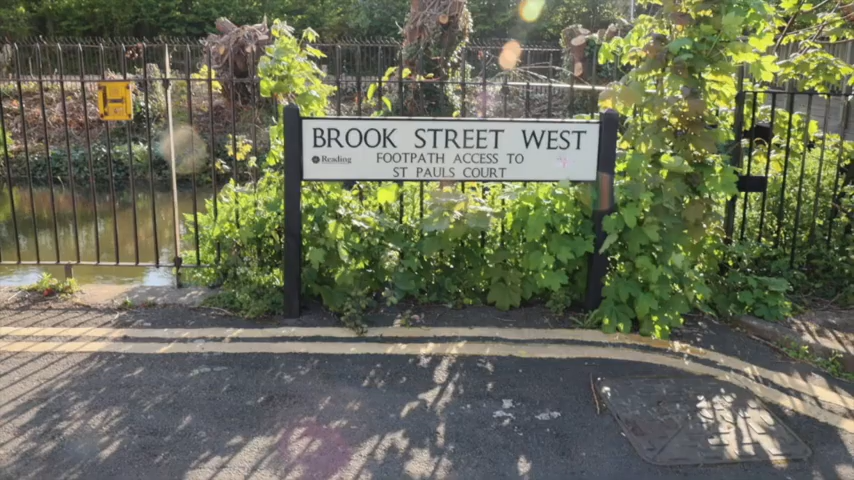 BROOK STREET WEST
Reading
FOOTPATH ACCESS TO
ST PAULS COURT